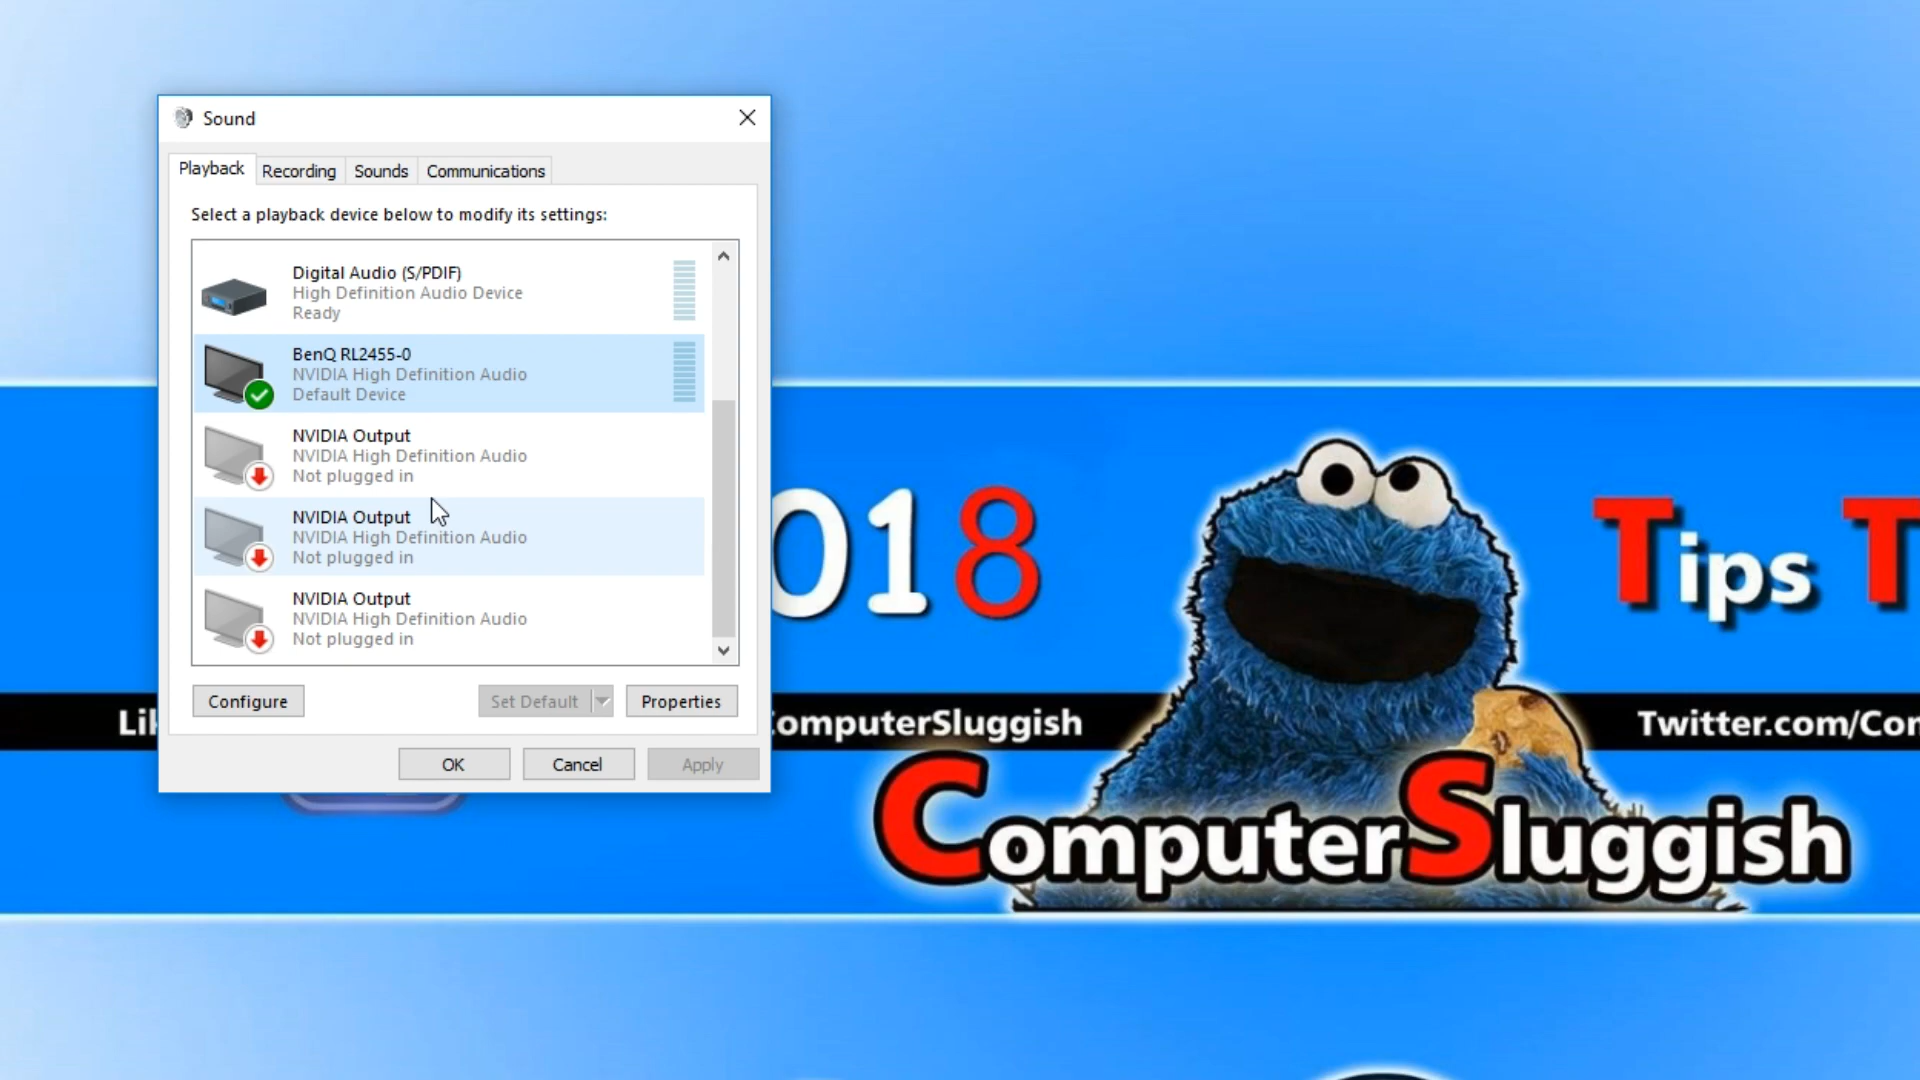 Sound
Playback
Recording
Sounds
Communications
Select a playback device below to modify its settings:
Digital Audio (S/PDIF)
High Definition Audio Device
Ready
BenQ RL2455-0
NVIDIA High Definition Audio
Default Device
NVIDIA Output
NVIDIA High Definition Audio
Not plugged in
NVIDIA Output
NVIDIA High Definition Audio
Not plugged in
NVIDIA Output
NVIDIA High Definition Audio
Not plugged in
Configure
Set Default
Properties
OK
Cancel
Apply
018
Tips T
Lik
omputerSluggish
Twitter.com/Com
ComputerSluggish